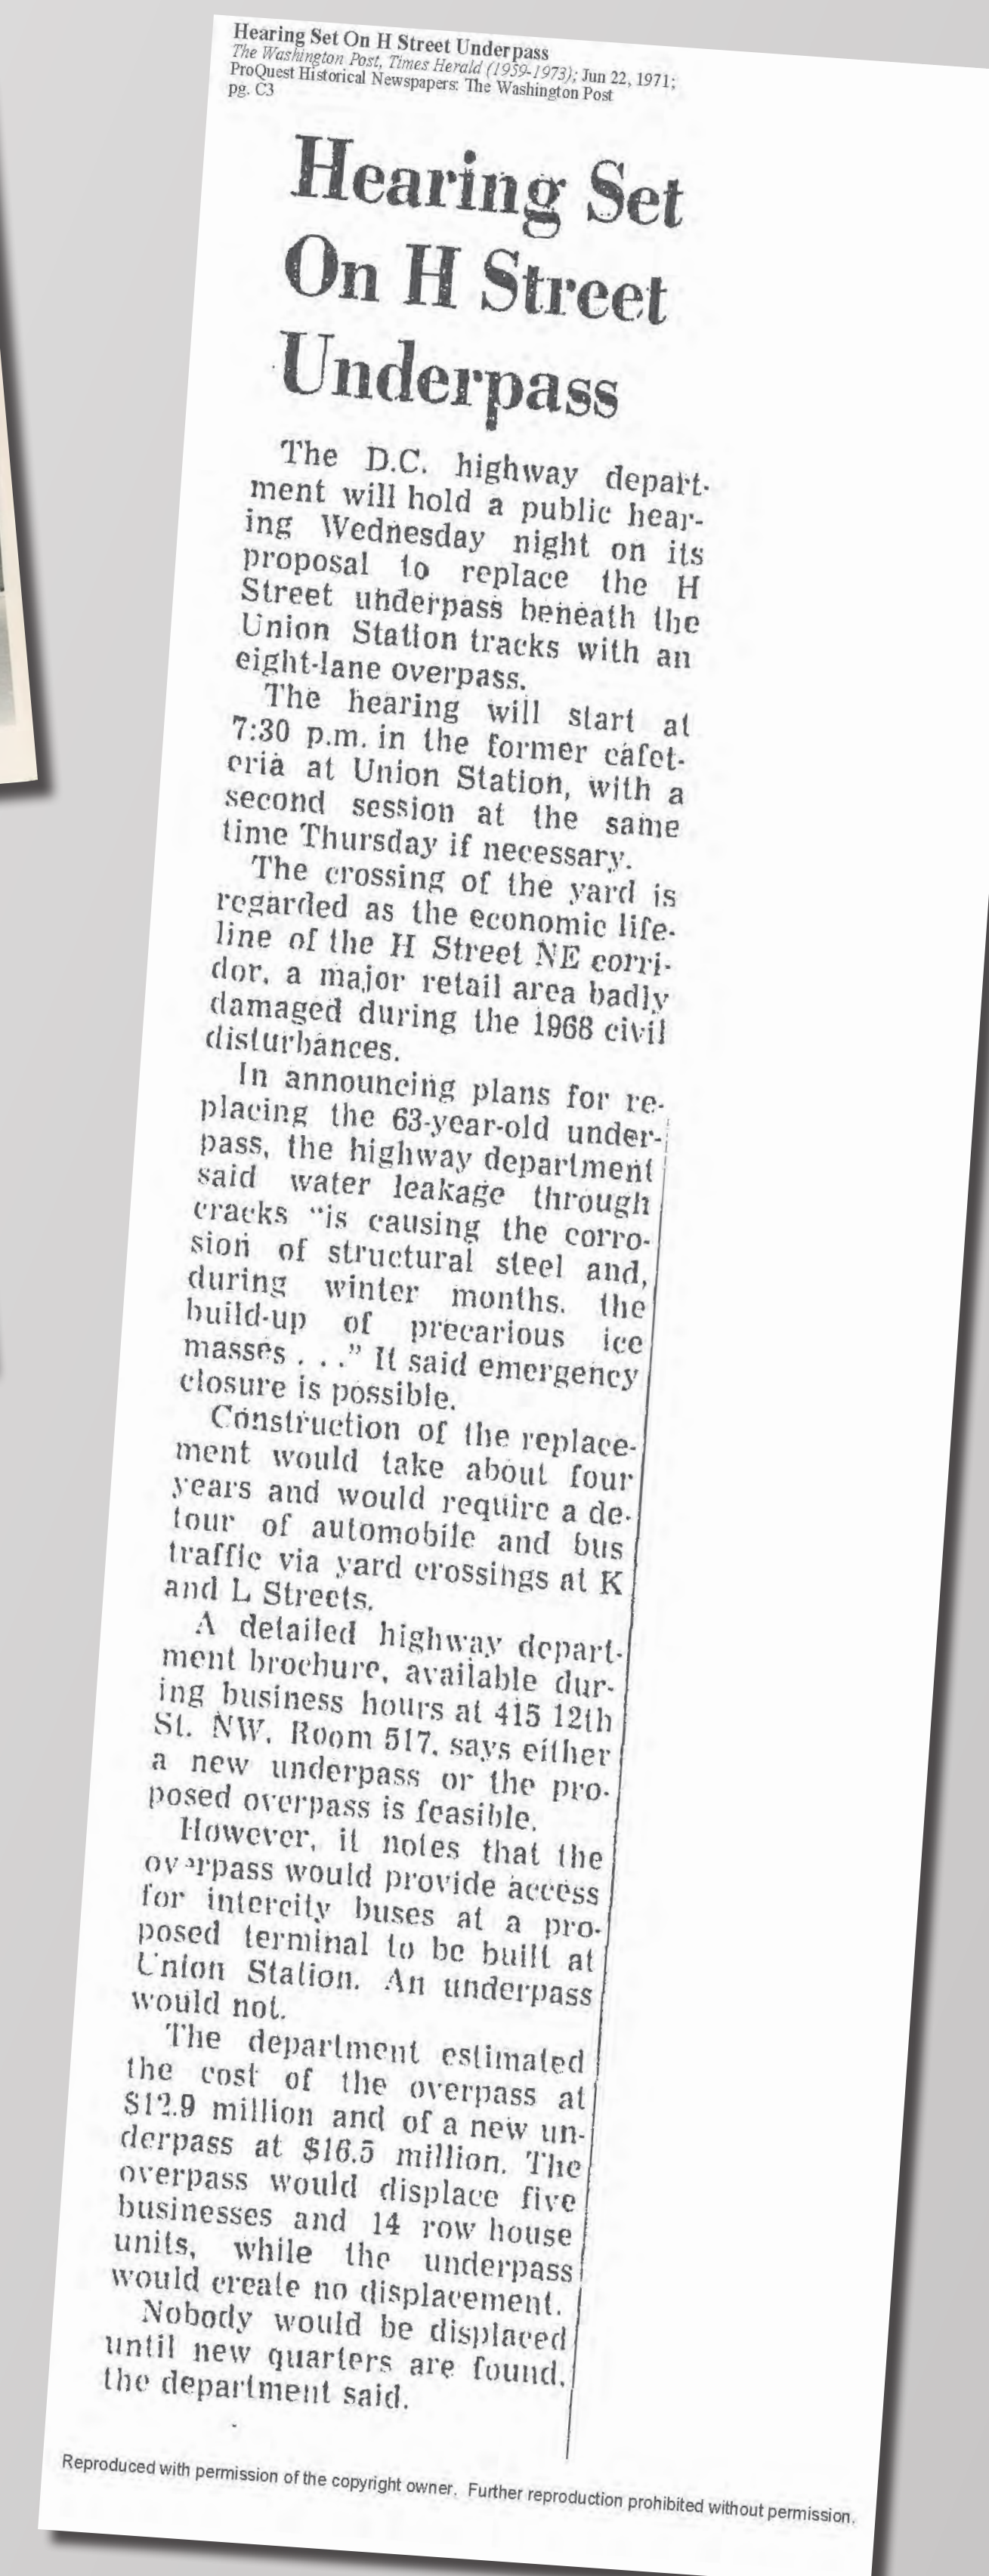 Hearing Set On H Street Underpass
The Washington Post, Times Herald (1959-1973); Jun 22, 1971;
ProQuest Historical Newspapers: The Washington Post
pg. C3
Hearing Set
On H Street
Underpass
The D.C. highway depart-
ment will hold a public hear-
ing Wednesday night on its
proposal to replace the H
Street underpass beneath the
Union Station tracks with an
eight-lane overpass.
The hearing will start at
7:30 p.m. in the former cafet-
eria at Union Station, with a
second session at the same
time Thursday if necessary.
The crossing of the yard is
regarded as the economic life-
line of the H Street NE corri-
dor, a major retail area badly
damaged during the 1968 civil
disturbances.
In announcing plans for re-
placing the 63-year-old under-
pass, the highway department
said water leakage through
cracks "is causing the corro-
sion of structural steel and,
during winter months, the
build-up of precarious ice
masses . . ." It said emergency
closure is possible.
Construction of the replace-
ment would take about four
years and would require a de-
tour of automobile and bus
traffic via yard crossings at K
and L Streets.
A detailed highway depart-
ment brochure, available dur-
ing business hours at 415 12th
St. NW, Room 517, says either
a new underpass or the pro-
posed overpass is feasible.
However, it notes that the
overpass would provide access
for intercity buses at a pro-
posed terminal to be built at
Union Station. An underpass
would not.
The department estimated
the cost of the overpass at
$12.9 million and of a new un-
derpass at $16.5 million. The
overpass would displace five
businesses and 14 row house
units, while the underpass
would create no displacement.
Nobody would be displaced
until new quarters are found,
the department said.
Reproduced with permission of the copyright owner. Further reproduction prohibited without permission.